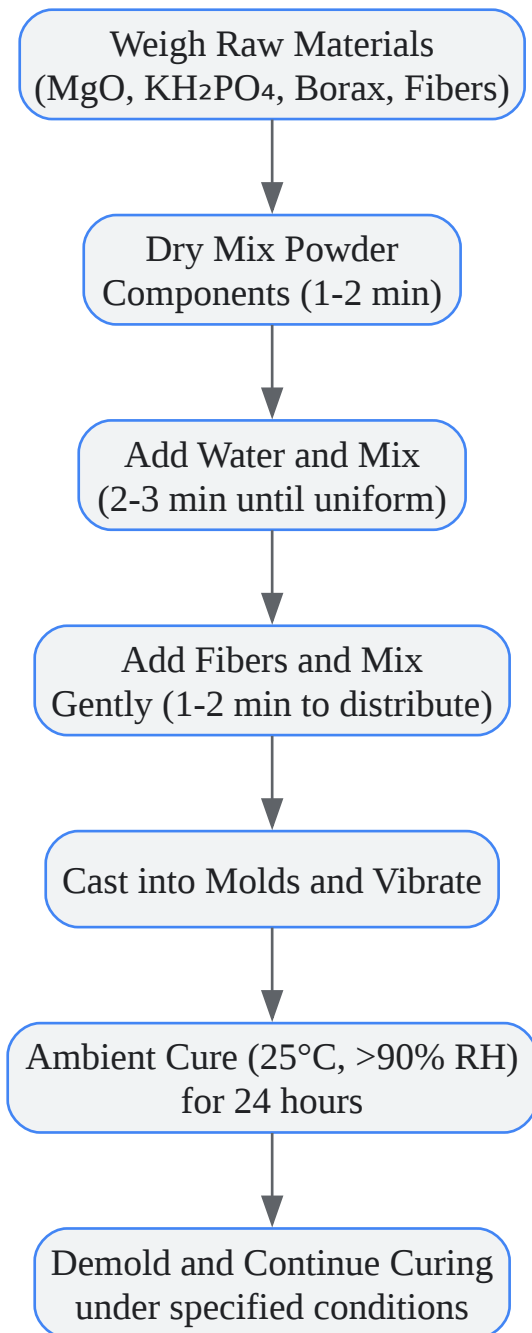 Weigh Raw Materials
(MgO, KH₂PO₄, Borax, Fibers)
Dry Mix Powder
Components (1-2 min)
Add Water and Mix
(2-3 min until uniform)
Add Fibers and Mix
Gently (1-2 min to distribute)
Cast into Molds and Vibrate
Ambient Cure (25°C, >90% RH)
for 24 hours
Demold and Continue Curing
under specified conditions